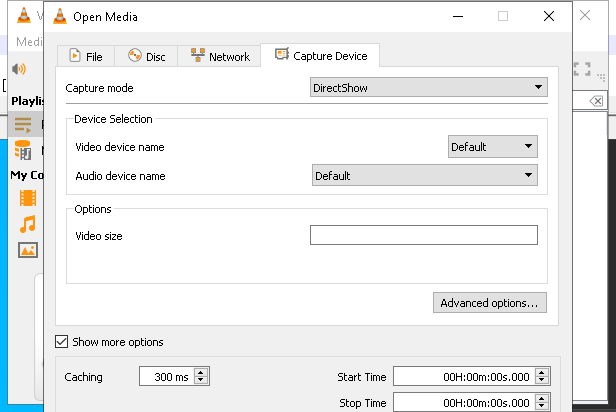 Open Media
Medi
File
Disc
Network
Capture Device
Capture mode
DirectShow
Playlis
Device Selection
Video device name
Default
Audio device name
Default
My Co
Options
Video size
Advanced options...
Show more options
Caching
300 ms
Start Time
00H:00m:00s.000
Stop Time
00H:00m:00s.000